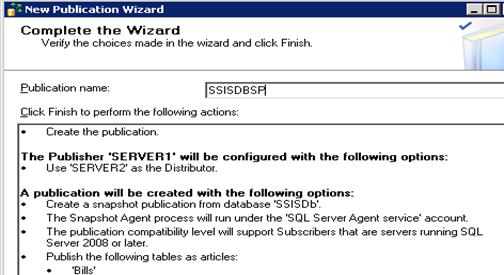 New Publication Wizard
Complete the Wizard
Verify the choices made in the wizard and click Finish.
Publication name:
SSISDBSP
Click Finish to perform the following actions:
• Create the publication.
The Publisher 'SERVER1' will be configured with the following options:
• Use 'SERVER2' as the Distributor.
A publication will be created with the following options:
• Create a snapshot publication from database 'SSISDb'.
• The Snapshot Agent process will run under the 'SQL Server Agent service' account.
• The publication compatibility level will support Subscribers that are servers running SQL
Server 2008 or later.
• Publish the following tables as articles:
• 'Bills'